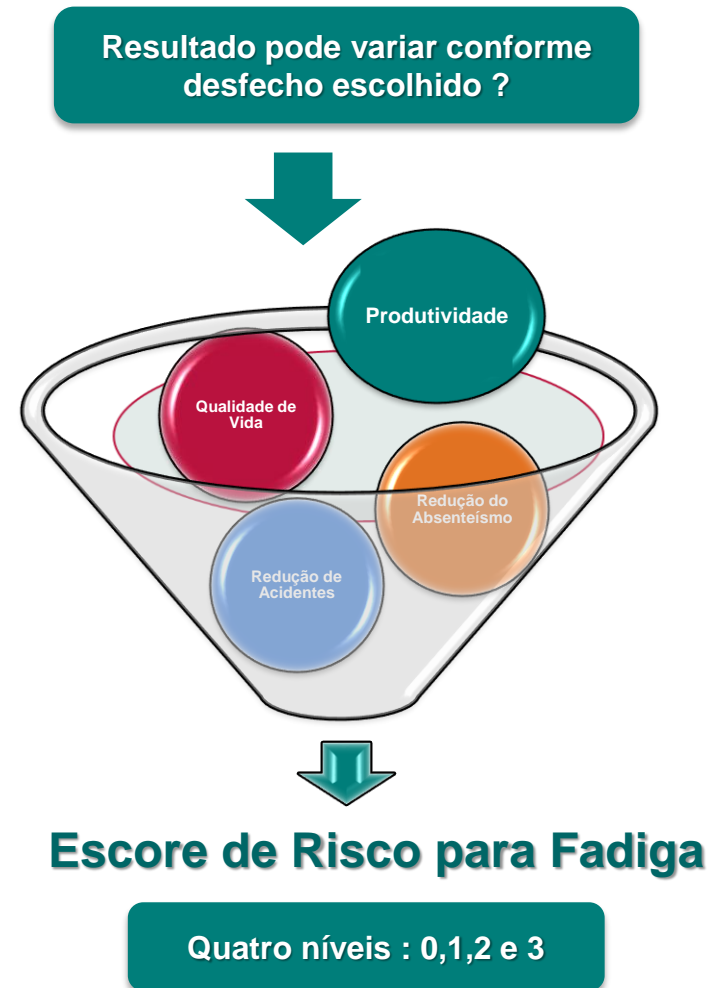 Resultado pode variar conforme
desfecho escolhido ?
Produtividade
Qualidade de
Vida
Redução do
Absenteísmo
Redução de
Acidentes
Escore de Risco para Fadiga
Quatro níveis : 0,1,2 e 3